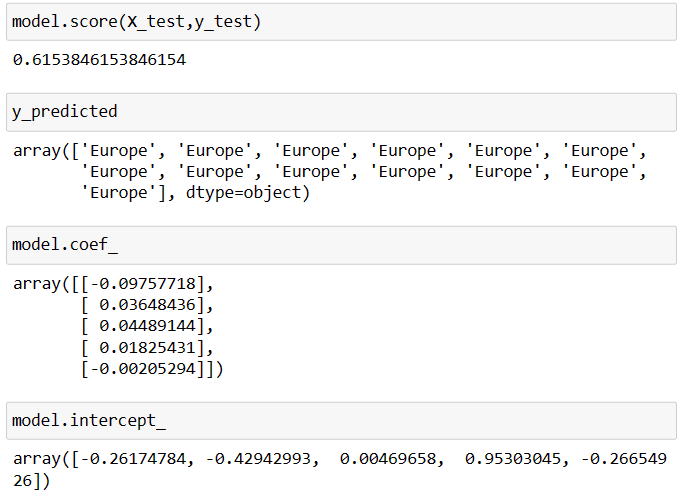 model.score(X_test,y_test)
0.6153846153846154
y_predicted
array(['Europe', 'Europe', 'Europe', 'Europe', 'Europe', 'Europe',
'Europe', 'Europe', 'Europe', 'Europe', 'Europe', 'Europe',
'Europe'], dtype=object)
model.coef_
array([[-0.09757718],
[ 0.03648436],
[ 0.04489144],
[ 0.01825431],
[-0.00205294]])
model.intercept_
array([-0.26174784, -0.42942993,  0.00469658,  0.95303045, -0.266549
26])